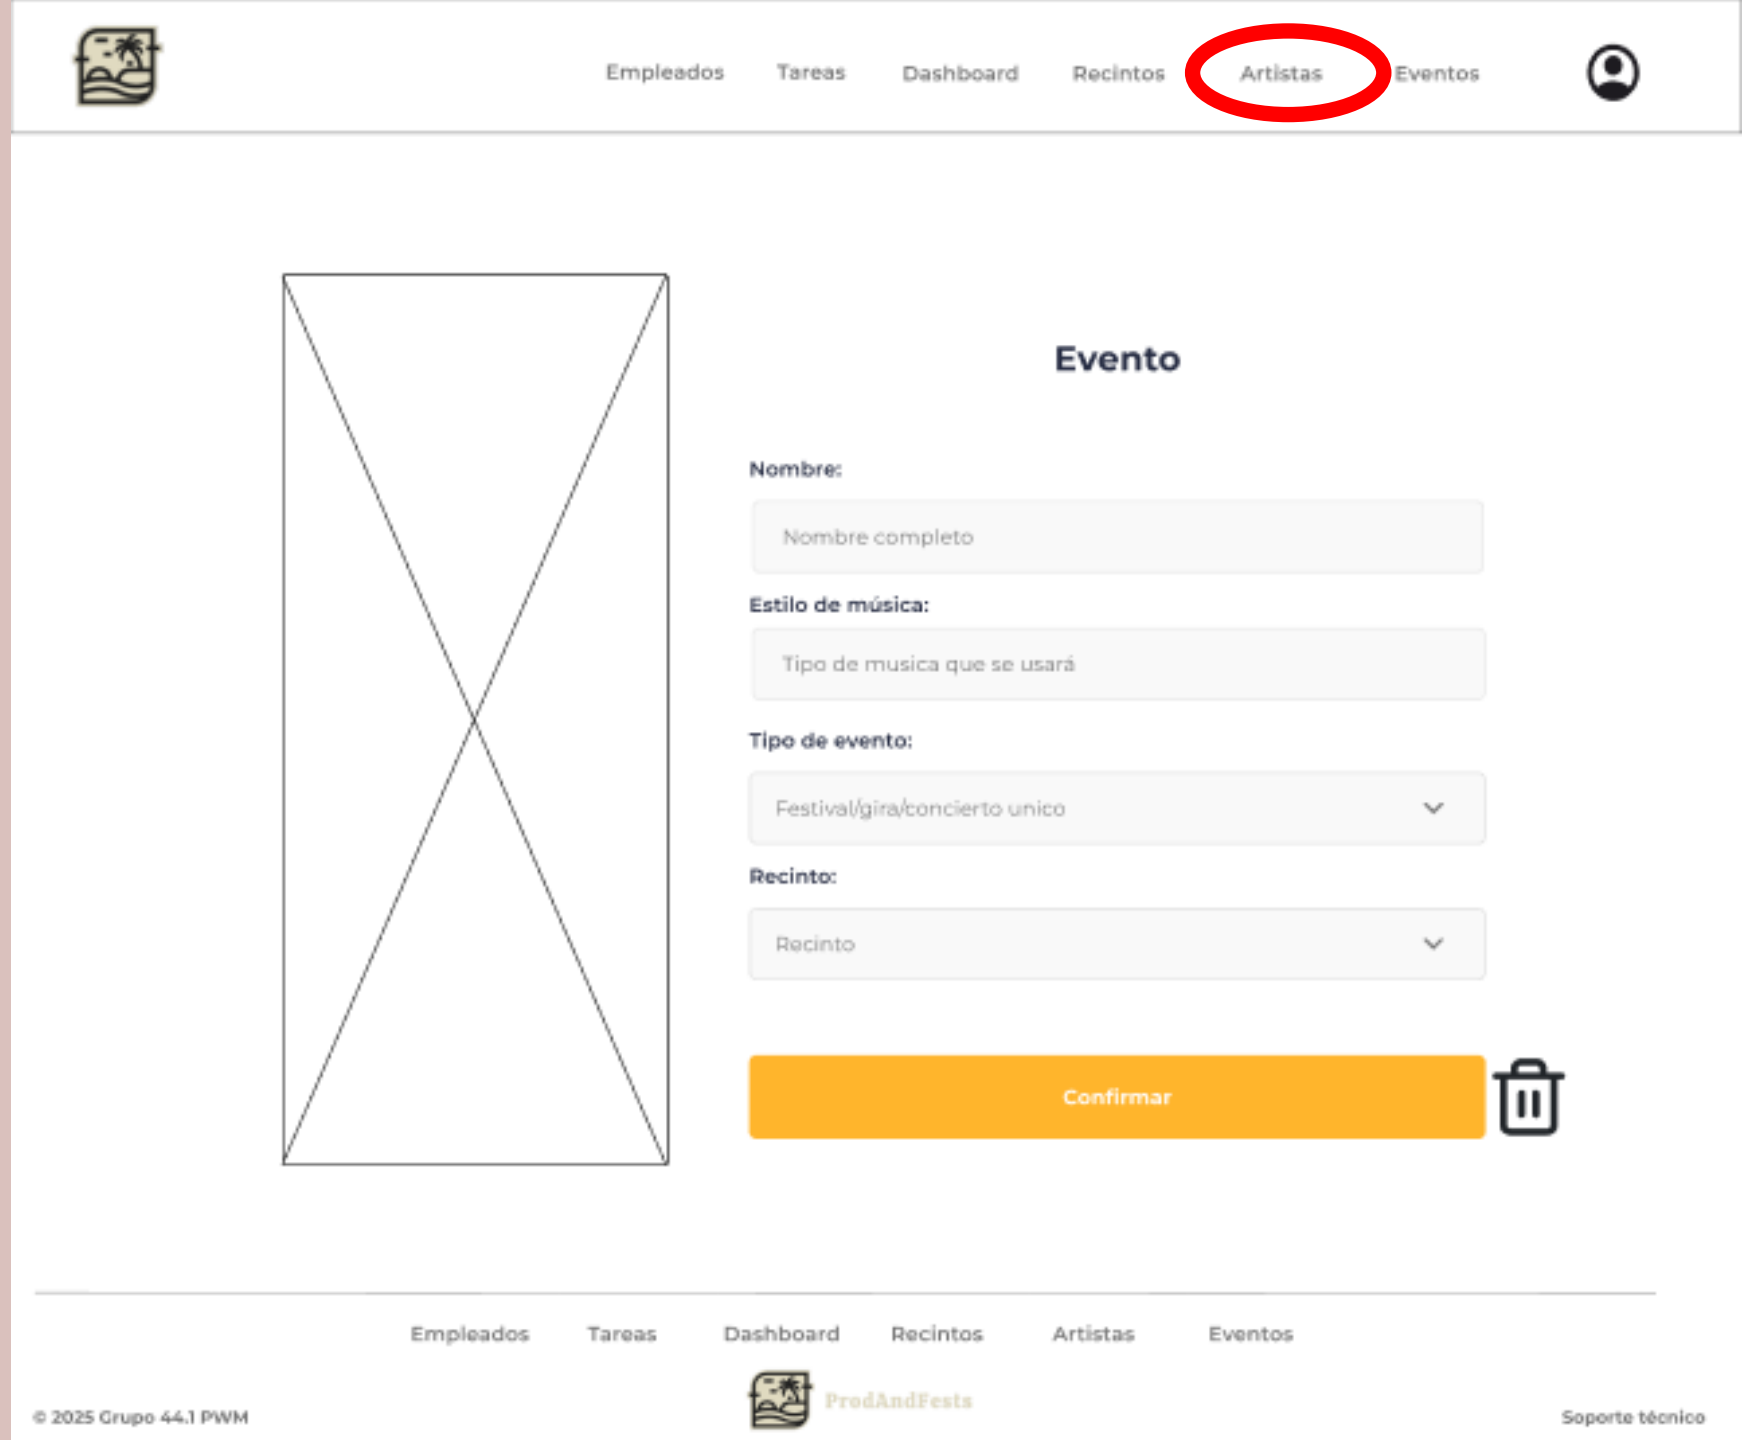 Empleados Tareas Dashboard Recintos Artistas Eventos
Evento
Nombre:
Nombre completo
Estilo de música:
Tipo de musica que se usará
Tipo de evento:
Festival/gira/concierto unico
Recinto:
Recinto
Confirmar
Empleados Tareas Dashboard Recintos Artistas Eventos
ProdAndFests
© 2025 Grupo 44.1 PWM
Soporte técnico